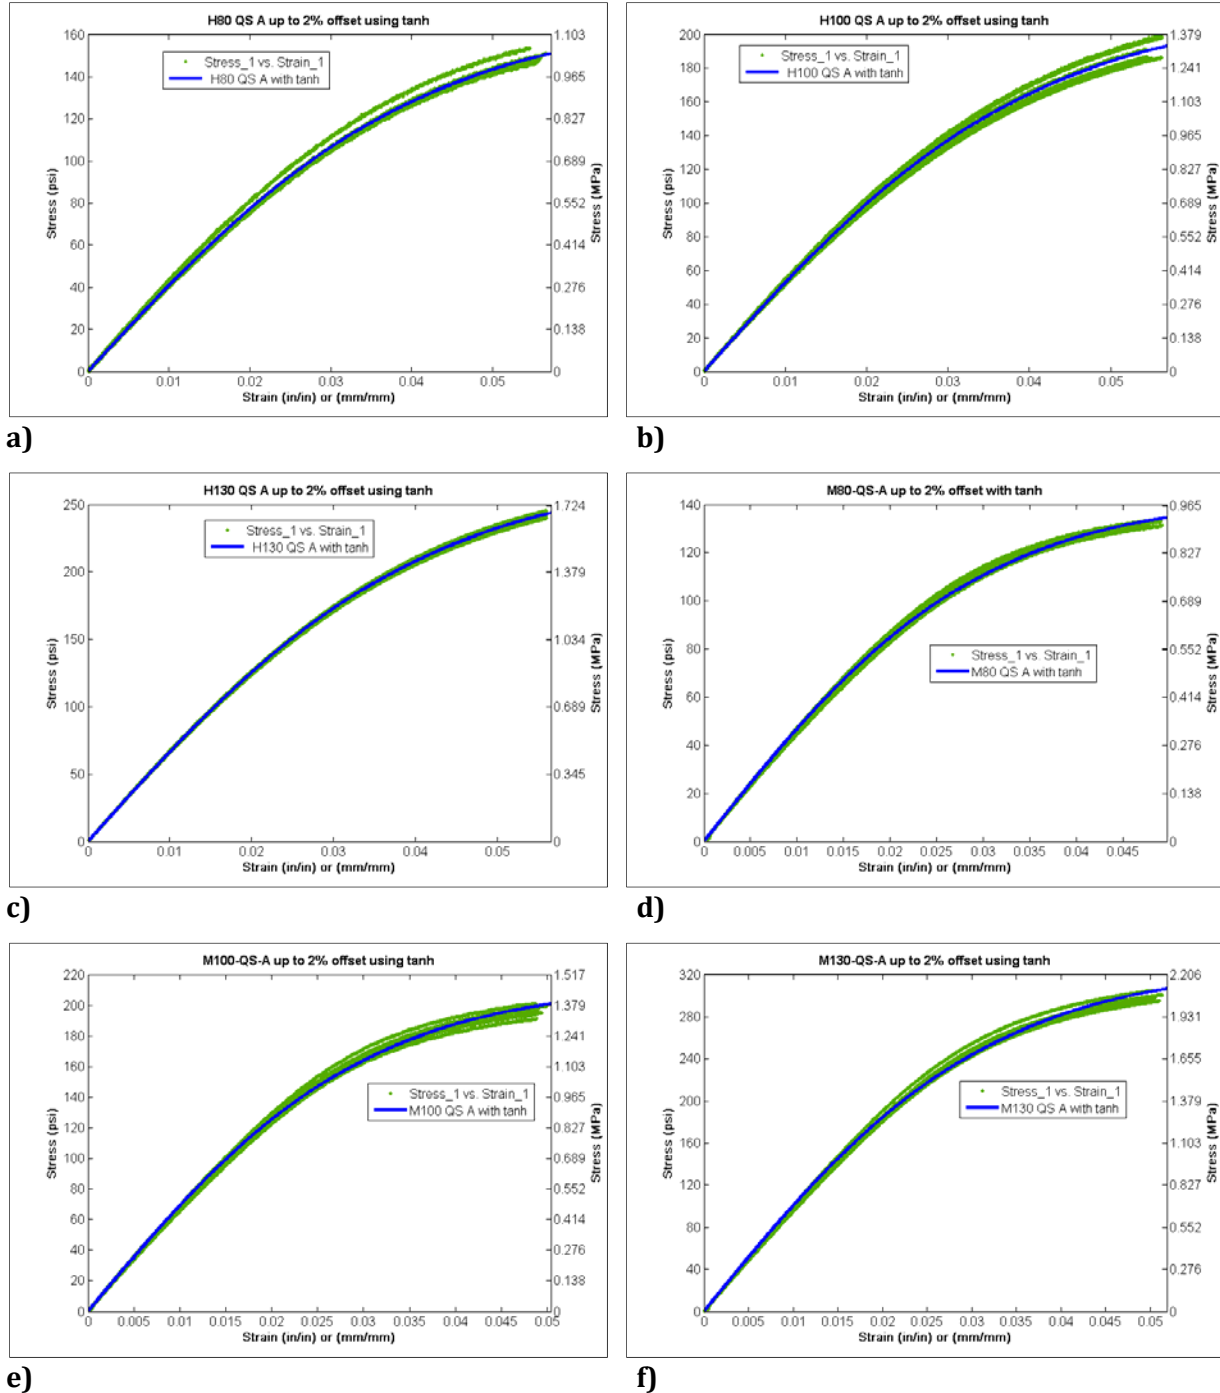 H80 QS A up to 2% offset using tanh
160
140
120
100
80
60
40
20
0
Stress (psi)
Stress_1 vs. Strain_1
H80 QS A with tanh
1.103
0.965
0.827
0.689
0.552
0.414
0.276
0.138
0
Stress (MPa)
0 0.01 0.02 0.03 0.04 0.05
Strain (in/in) or (mm/mm)
a)
H100 QS A up to 2% offset using tanh
200
180
160
140
120
100
80
60
40
20
0
Stress (psi)
Stress_1 vs. Strain_1
H100 QS A with tanh
1.379
1.241
1.103
0.965
0.827
0.689
0.552
0.414
0.276
0.138
0
Stress (MPa)
0 0.01 0.02 0.03 0.04 0.05
Strain (in/in) or (mm/mm)
b)
H130 QS A up to 2% offset using tanh
250
200
150
100
50
0
Stress (psi)
Stress_1 vs. Strain_1
H130 QS A with tanh
1.724
1.379
1.034
0.689
0.345
0
Stress (MPa)
0 0.01 0.02 0.03 0.04 0.05
Strain (in/in) or (mm/mm)
c)
M80-QS-A up to 2% offset with tanh
140
120
100
80
60
40
20
0
Stress (psi)
Stress_1 vs. Strain_1
M80 QS A with tanh
0.965
0.827
0.689
0.552
0.414
0.276
0.138
0
Stress (MPa)
0 0.005 0.01 0.015 0.02 0.025 0.03 0.035 0.04 0.045
Strain (in/in) or (mm/mm)
d)
M100-QS-A up to 2% offset using tanh
220
200
180
160
140
120
100
80
60
40
20
0
Stress (psi)
Stress_1 vs. Strain_1
M100 QS A with tanh
1.517
1.379
1.241
1.103
0.965
0.827
0.689
0.552
0.414
0.276
0.138
0
Stress (MPa)
0 0.005 0.01 0.015 0.02 0.025 0.03 0.035 0.04 0.045 0.05
Strain (in/in) or (mm/mm)
e)
M130-QS-A up to 2% offset using tanh
320
280
240
200
160
120
80
40
0
Stress (psi)
Stress_1 vs. Strain_1
M130 QS A with tanh
2.206
1.931
1.655
1.379
1.103
0.827
0.552
0.276
0
Stress (MPa)
0 0.005 0.01 0.015 0.02 0.025 0.03 0.035 0.04 0.045 0.05
Strain (in/in) or (mm/mm)
f)